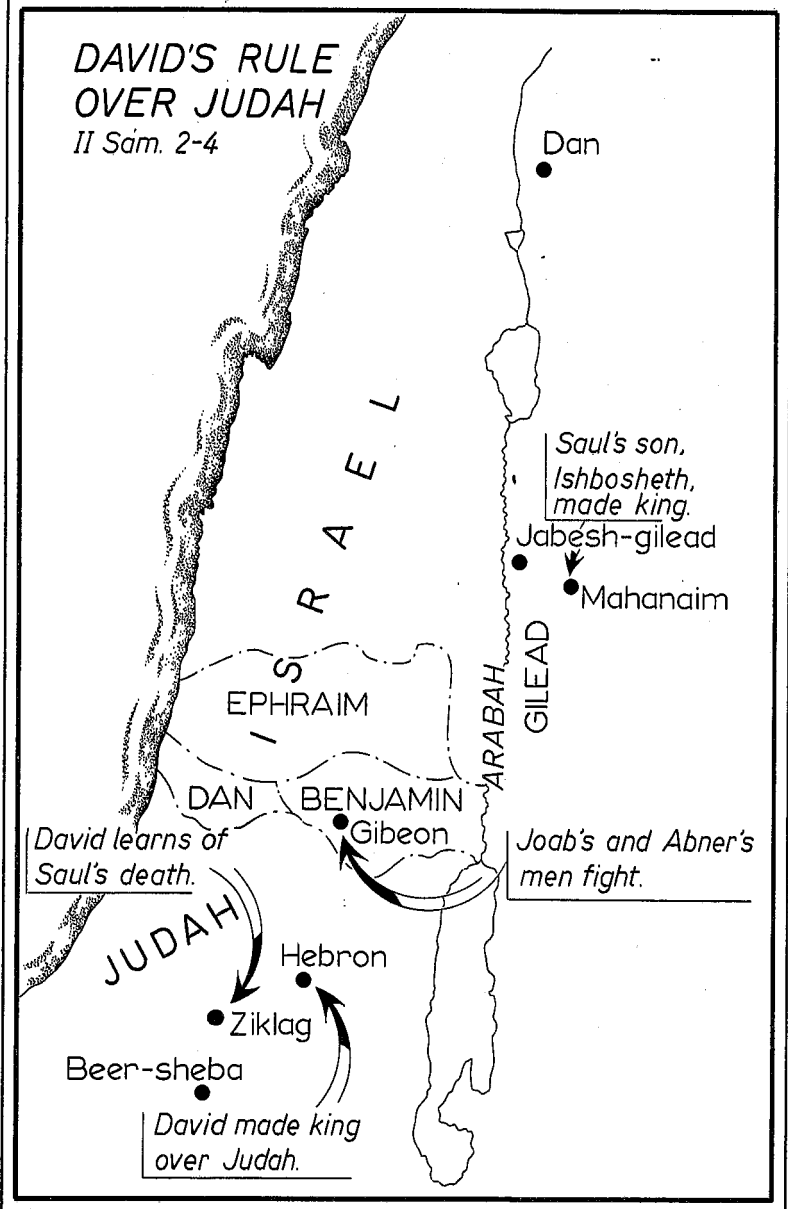 DAVID'S RULE
OVER JUDAH
II Sam. 2-4
Dan
ISRAEL
Saul's son,
Ishbosheth,
made king.
Jabesh-gilead
Mahanaim
GILEAD
ARABAH
EPHRAIM
DAN
BENJAMIN
Gibeon
David learns of
Saul's death.
Joab's and Abner's
men fight.
JUDAH
Hebron
Ziklag
Beer-sheba
David made king
over Judah.